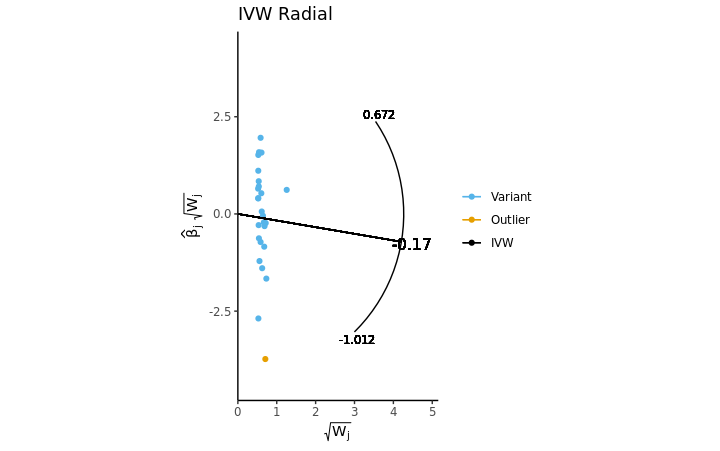 IVW Radial
β̂j √Wj
2.5
0.0
-2.5
0.672
-0.17
-1.012
0 1 2 3 4 5
√Wj
Variant
Outlier
IVW